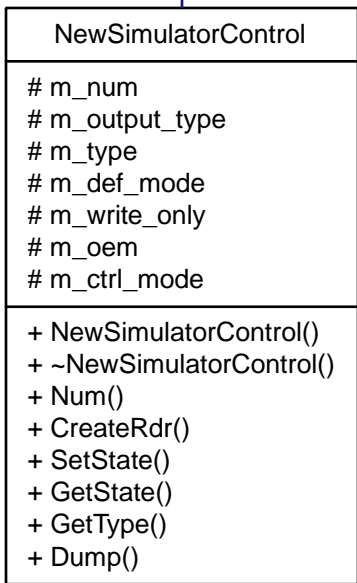 NewSimulatorControl
# m_num
# m_output_type
# m_type
# m_def_mode
# m_write_only
# m_oem
# m_ctrl_mode
+ NewSimulatorControl()
+ ~NewSimulatorControl()
+ Num()
+ CreateRdr()
+ SetState()
+ GetState()
+ GetType()
+ Dump()